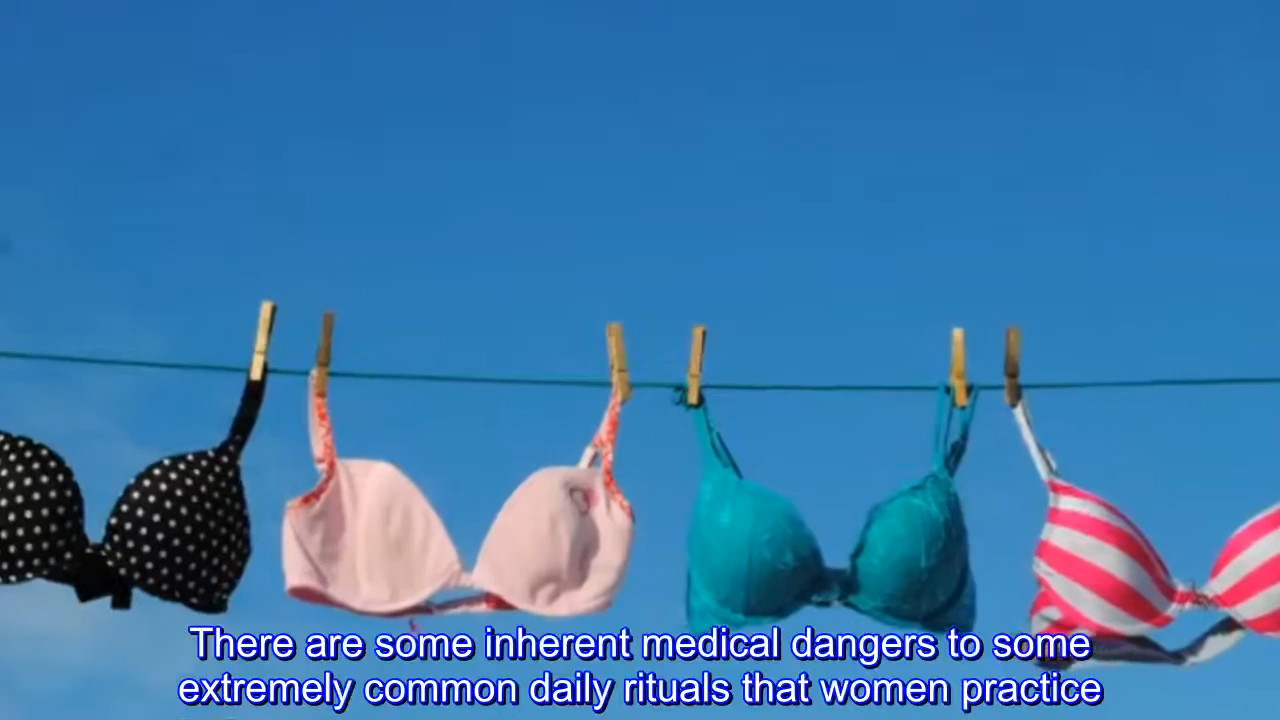 There are some inherent medical dangers to some
extremely common daily rituals that women practice